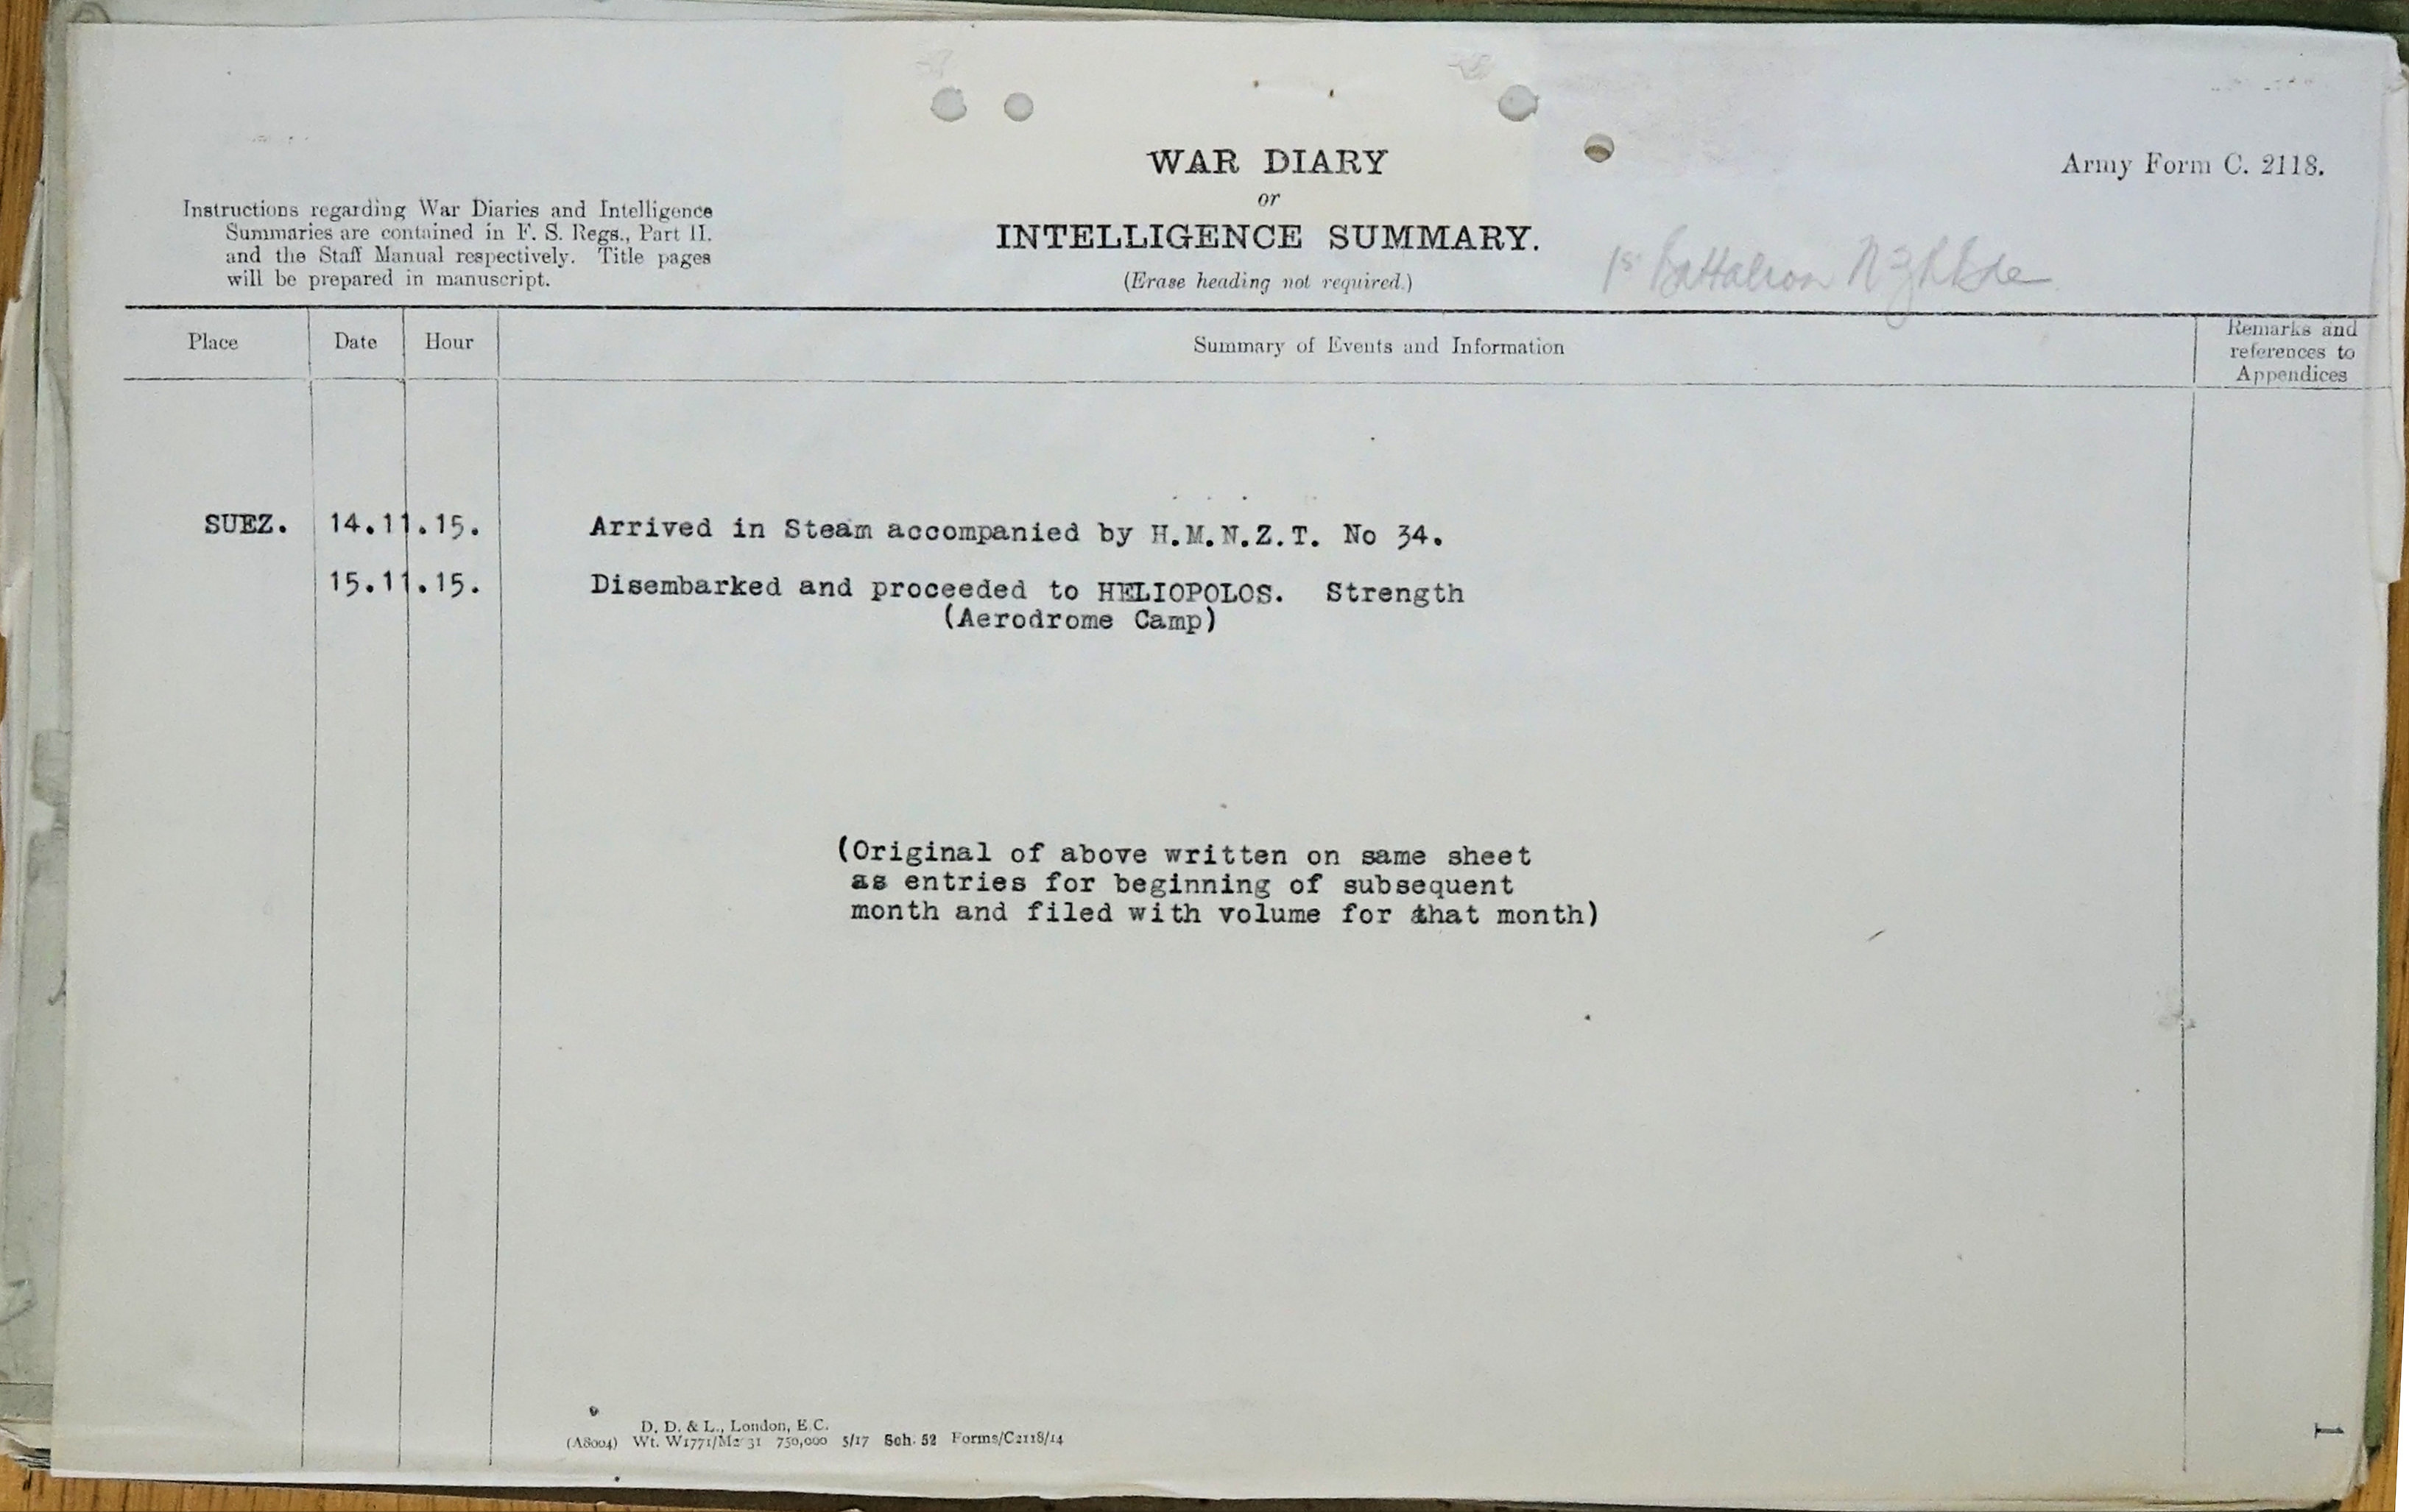 WAR DIARY
or
INTELLIGENCE SUMMARY.
(Erase heading not required.)
Army Form C. 2118.
Instructions regarding War Diaries and Intelligence
Summaries are contained in F. S. Regs., Part II.
and the Staff Manual respectively. Title pages
will be prepared in manuscript.
1st Battalion N Z R Bde
Place Date Hour Summary of Events and Information Remarks and
references to
Appendices
SUEZ. 14.11.15. Arrived in Steam accompanied by H.M.N.Z.T. No 34.
15.11.15. Disembarked and proceeded to HELIOPOLOS. Strength
(Aerodrome Camp)
(Original of above written on same sheet
as entries for beginning of subsequent
month and filed with volume for that month)
D. D. & L., London, E.C.
(A8004) Wt. 750,000 5/17 Sch. 52 Forms/C2118/14